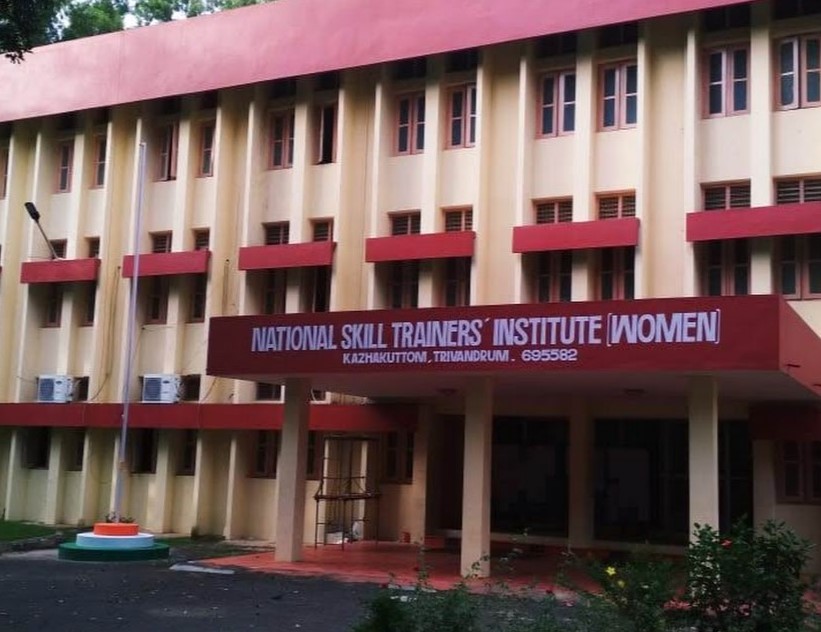 NATIONAL SKILL TRAINERS' INSTITUTE (WOMEN)
KAZHAKUTTOM, TRIVANDRUM. 695582